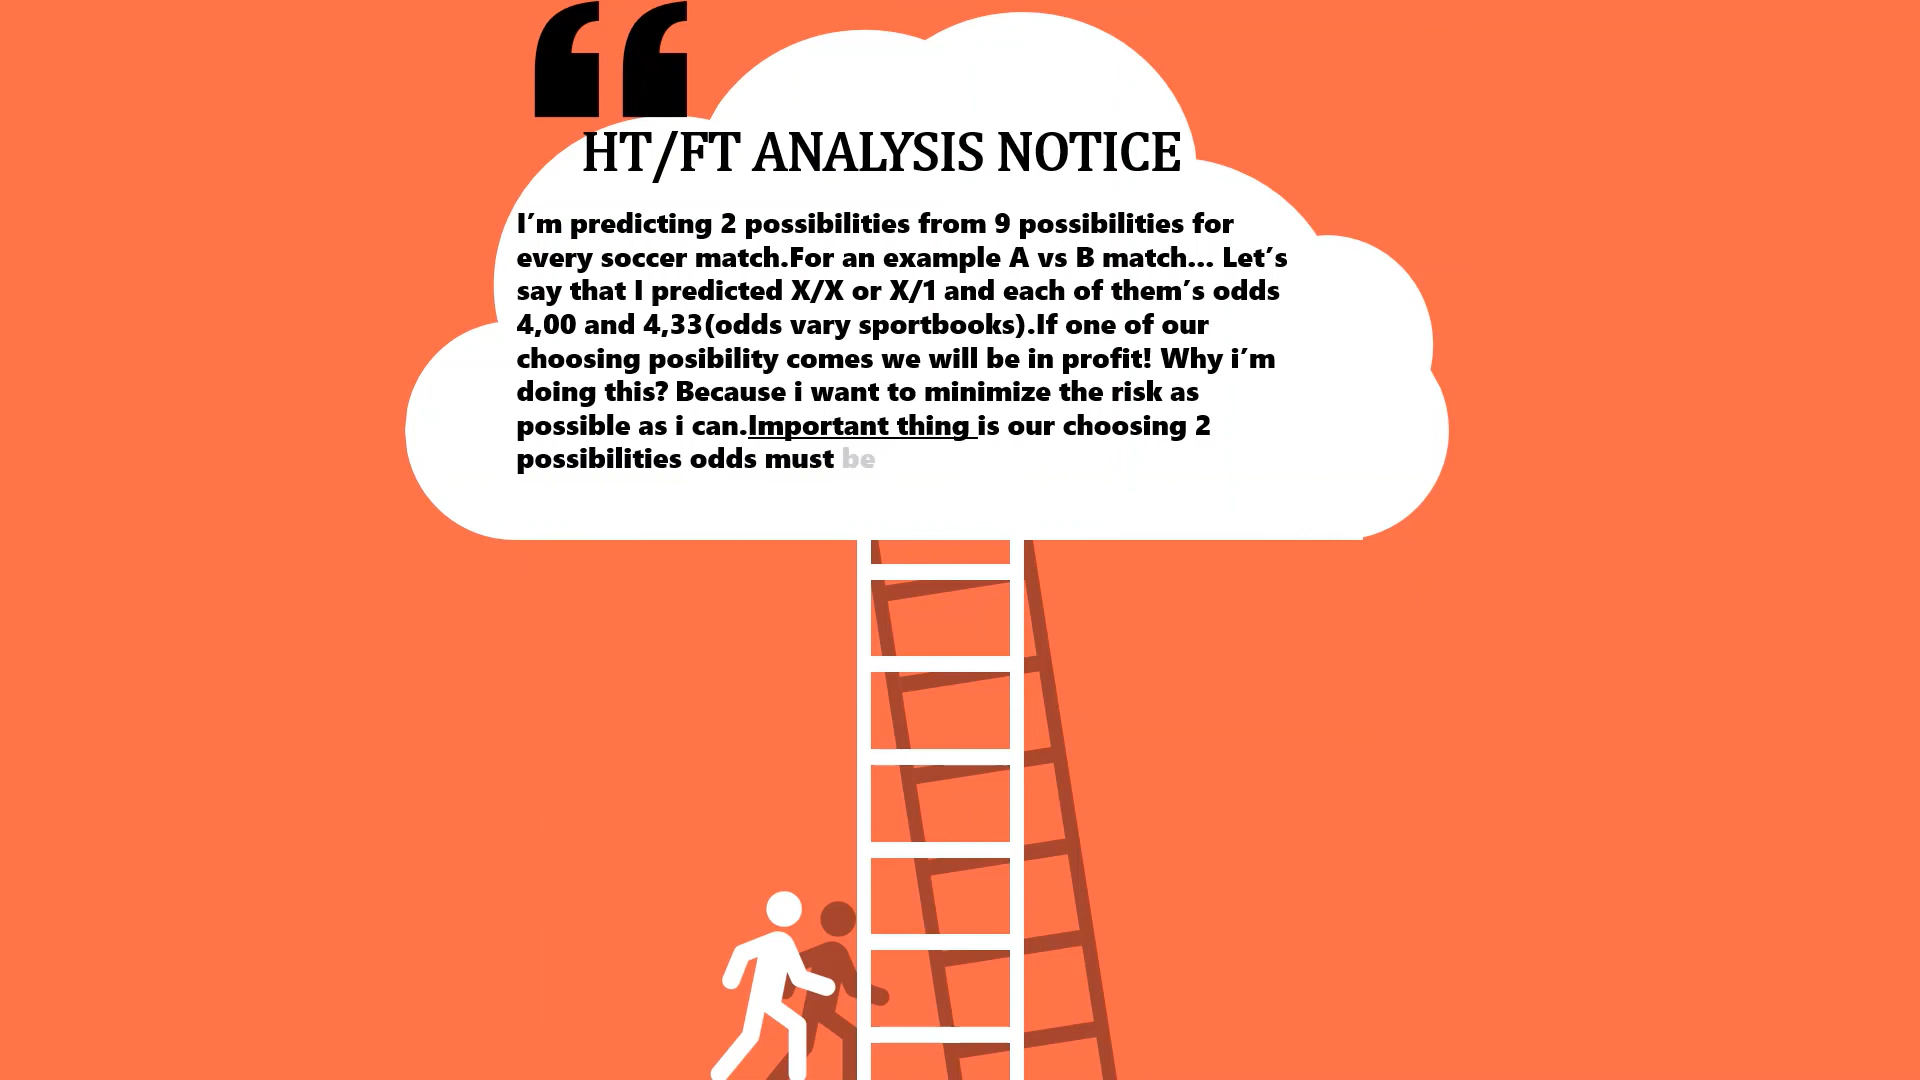 “
HT/FT ANALYSIS NOTICE
I’m predicting 2 possibilities from 9 possibilities for
every soccer match.For an example A vs B match... Let’s
say that I predicted X/X or X/1 and each of them’s odds
4,00 and 4,33(odds vary sportbooks).If one of our
choosing posibility comes we will be in profit! Why i’m
doing this? Because i want to minimize the risk as
possible as i can.Important thing is our choosing 2
possibilities odds must be